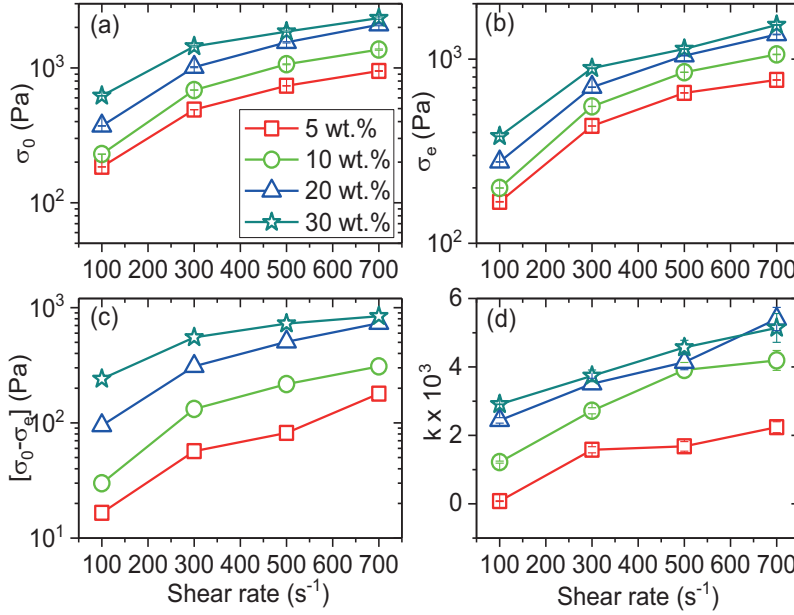 (a)
σ₀ (Pa)
10³
10²
5 wt.%
10 wt.%
20 wt.%
30 wt.%
100 200 300 400 500 600 700
(b)
σₑ (Pa)
10³
10²
100 200 300 400 500 600 700
(c)
[σ₀-σₑ] (Pa)
10³
10²
10¹
100 200 300 400 500 600 700
Shear rate (s⁻¹)
(d)
k x 10³
6
4
2
0
100 200 300 400 500 600 700
Shear rate (s⁻¹)